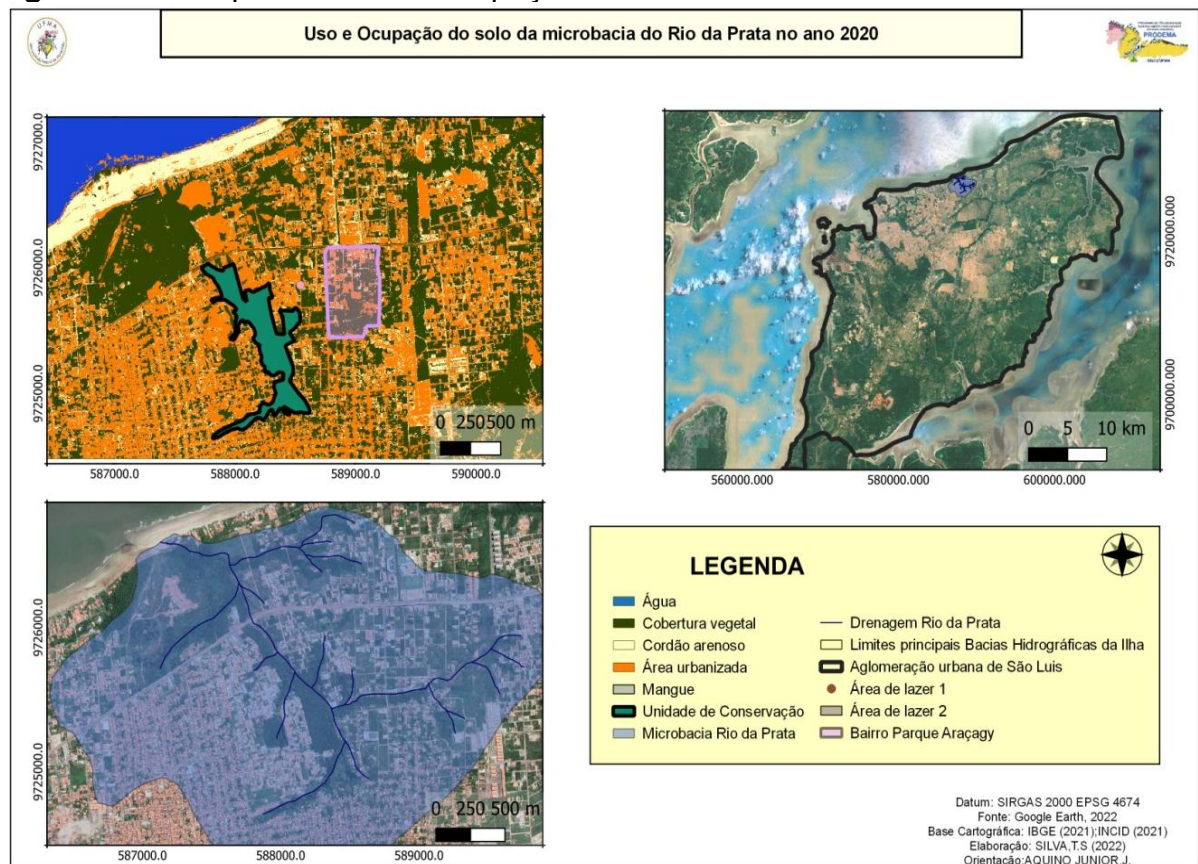 Uso e Ocupação do solo da microbacia do Rio da Prata no ano 2020
UFMA
PRODEMA
9727000.0
9726000.0
9725000.0
0 250500 m
587000.0 588000.0 589000.0 590000.0
9720000.000
9700000.000
0 5 10 km
560000.000 580000.000 600000.000
9726000.0
9725000.0
0 250 500 m
587000.0 588000.0 589000.0
LEGENDA
Água
Cobertura vegetal
Cordão arenoso
Área urbanizada
Mangue
Unidade de Conservação
Microbacia Rio da Prata
Drenagem Rio da Prata
Limites principais Bacias Hidrográficas da Ilha
Aglomeração urbana de São Luis
Área de lazer 1
Área de lazer 2
Bairro Parque Araçagy
Datum: SIRGAS 2000 EPSG 4674
Fonte: Google Earth, 2022
Base Cartográfica: IBGE (2021);INCID (2021)
Elaboração: SILVA,T.S (2022)
Orientação:AQUINO JUNIOR,J.